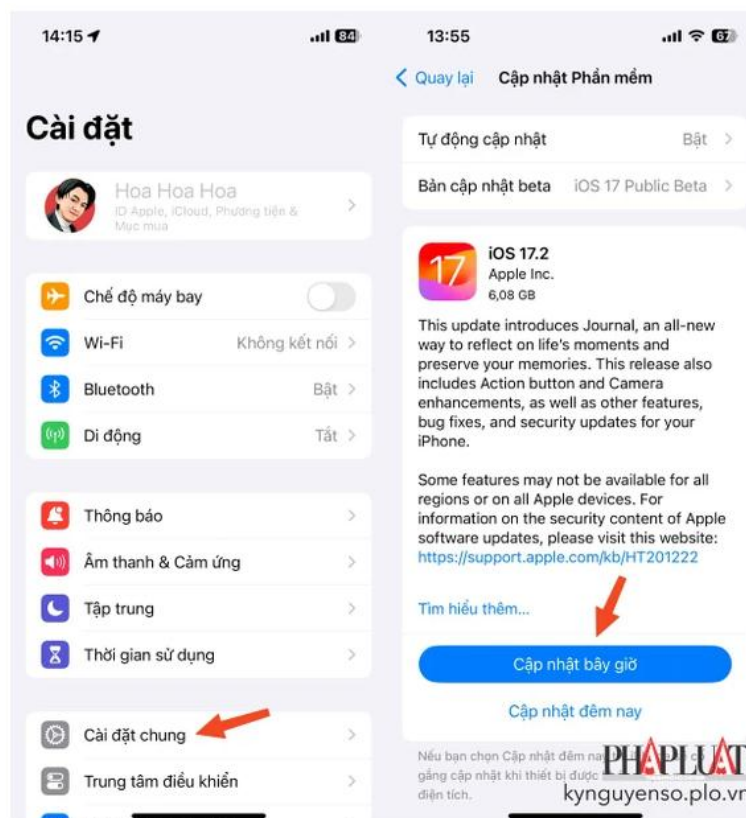 14:15
84
Cài đặt
Hoa Hoa Hoa
ID Apple, iCloud, Phương tiện &
Mục mua
Chế độ máy bay
Wi-Fi Không kết nối
Bluetooth Bật
Di động Tắt
Thông báo
Âm thanh & Cảm ứng
Tập trung
Thời gian sử dụng
Cài đặt chung
Trung tâm điều khiển
13:55
67
Quay lại Cập nhật Phần mềm
Tự động cập nhật Bật
Bản cập nhật beta iOS 17 Public Beta
17
iOS 17.2
Apple Inc.
6,08 GB
This update introduces Journal, an all-new
way to reflect on life's moments and
preserve your memories. This release also
includes Action button and Camera
enhancements, as well as other features,
bug fixes, and security updates for your
iPhone.
Some features may not be available for all
regions or on all Apple devices. For
information on the security content of Apple
software updates, please visit this website:
https://support.apple.com/kb/HT201222
Tìm hiểu thêm...
Cập nhật bây giờ
Cập nhật đêm nay
Nếu bạn chọn Cập nhật đêm
gắng cập nhật khi thiết bị được
điện tích.
PHÁPLUẬT
kynguyenso.plo.vn